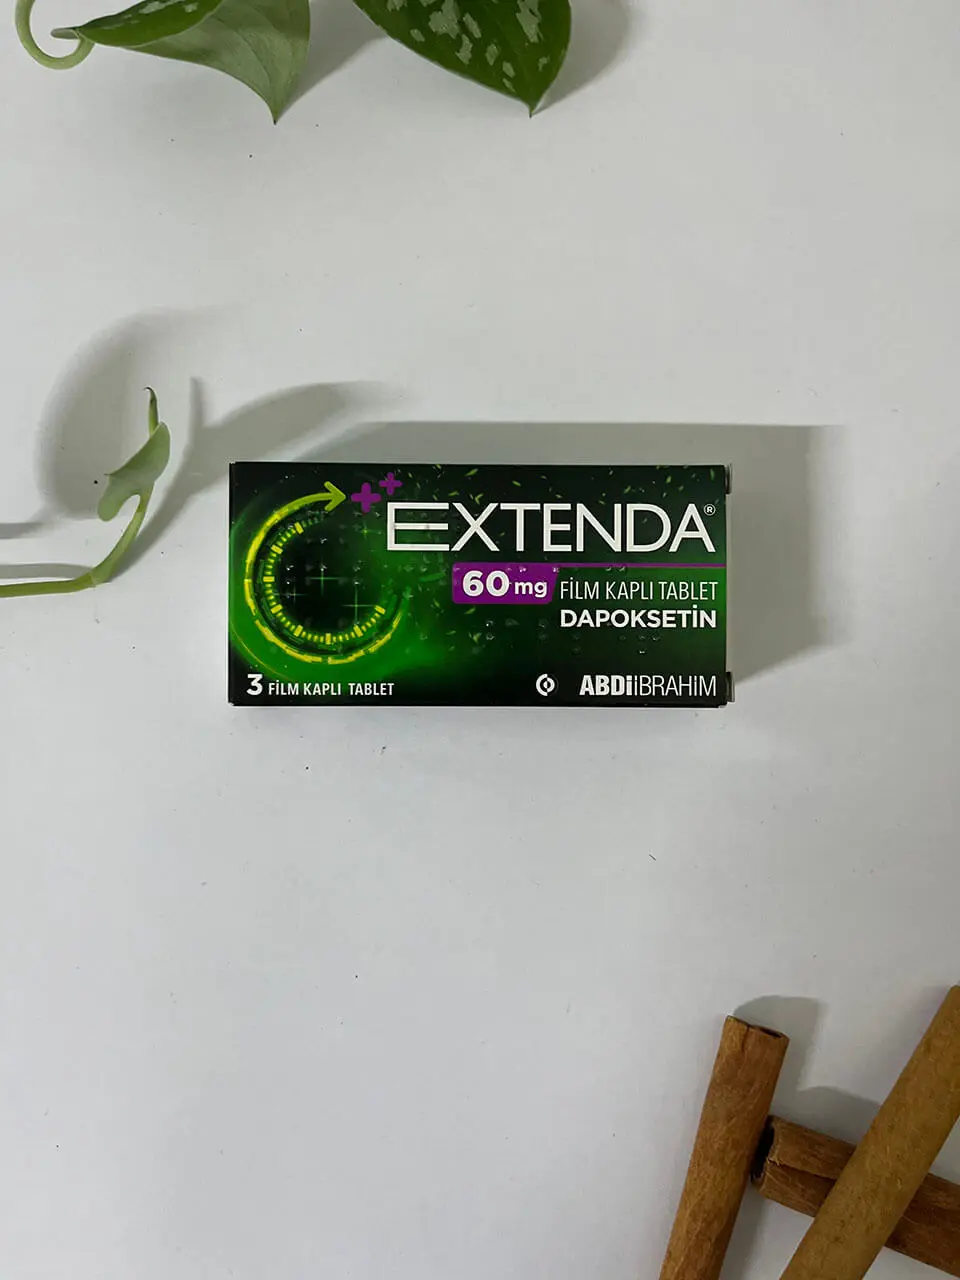 EXTENDA®
60 mg FİLM KAPLI TABLET
DAPOKSETİN
3 FİLM KAPLI TABLET
ABDİİBRAHİM